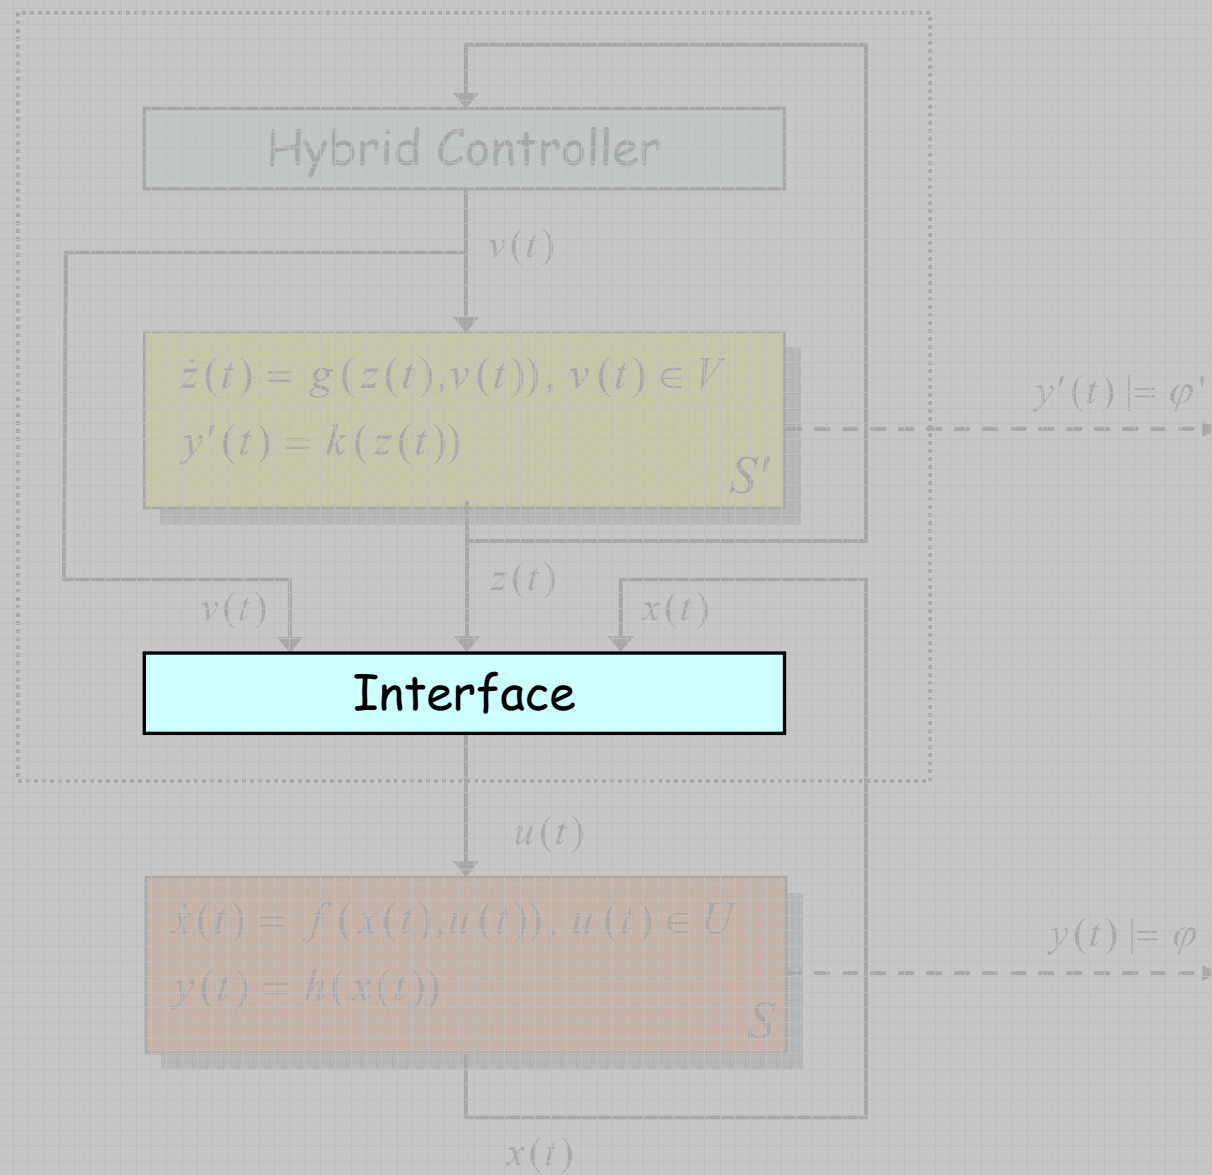 Hybrid Controller
v(t)
ż(t) = g(z(t),v(t)), v(t) ∈ V
y'(t) = k(z(t))
S'
y'(t) |= φ'
z(t)
v(t)
x(t)
Interface
u(t)
ẋ(t) = f(x(t),u(t)), u(t) ∈ U
y(t) = h(x(t))
S
y(t) |= φ
x(t)